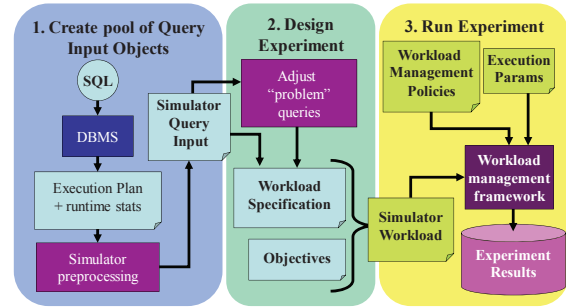 1. Create pool of Query
Input Objects
SQL
DBMS
Execution Plan
+ runtime stats
Simulator
preprocessing
Simulator
Query
Input
2. Design
Experiment
Adjust
“problem”
queries
Workload
Specification
Objectives
3. Run Experiment
Workload
Management
Policies
Execution
Params
Simulator
Workload
Workload
management
framework
Experiment
Results